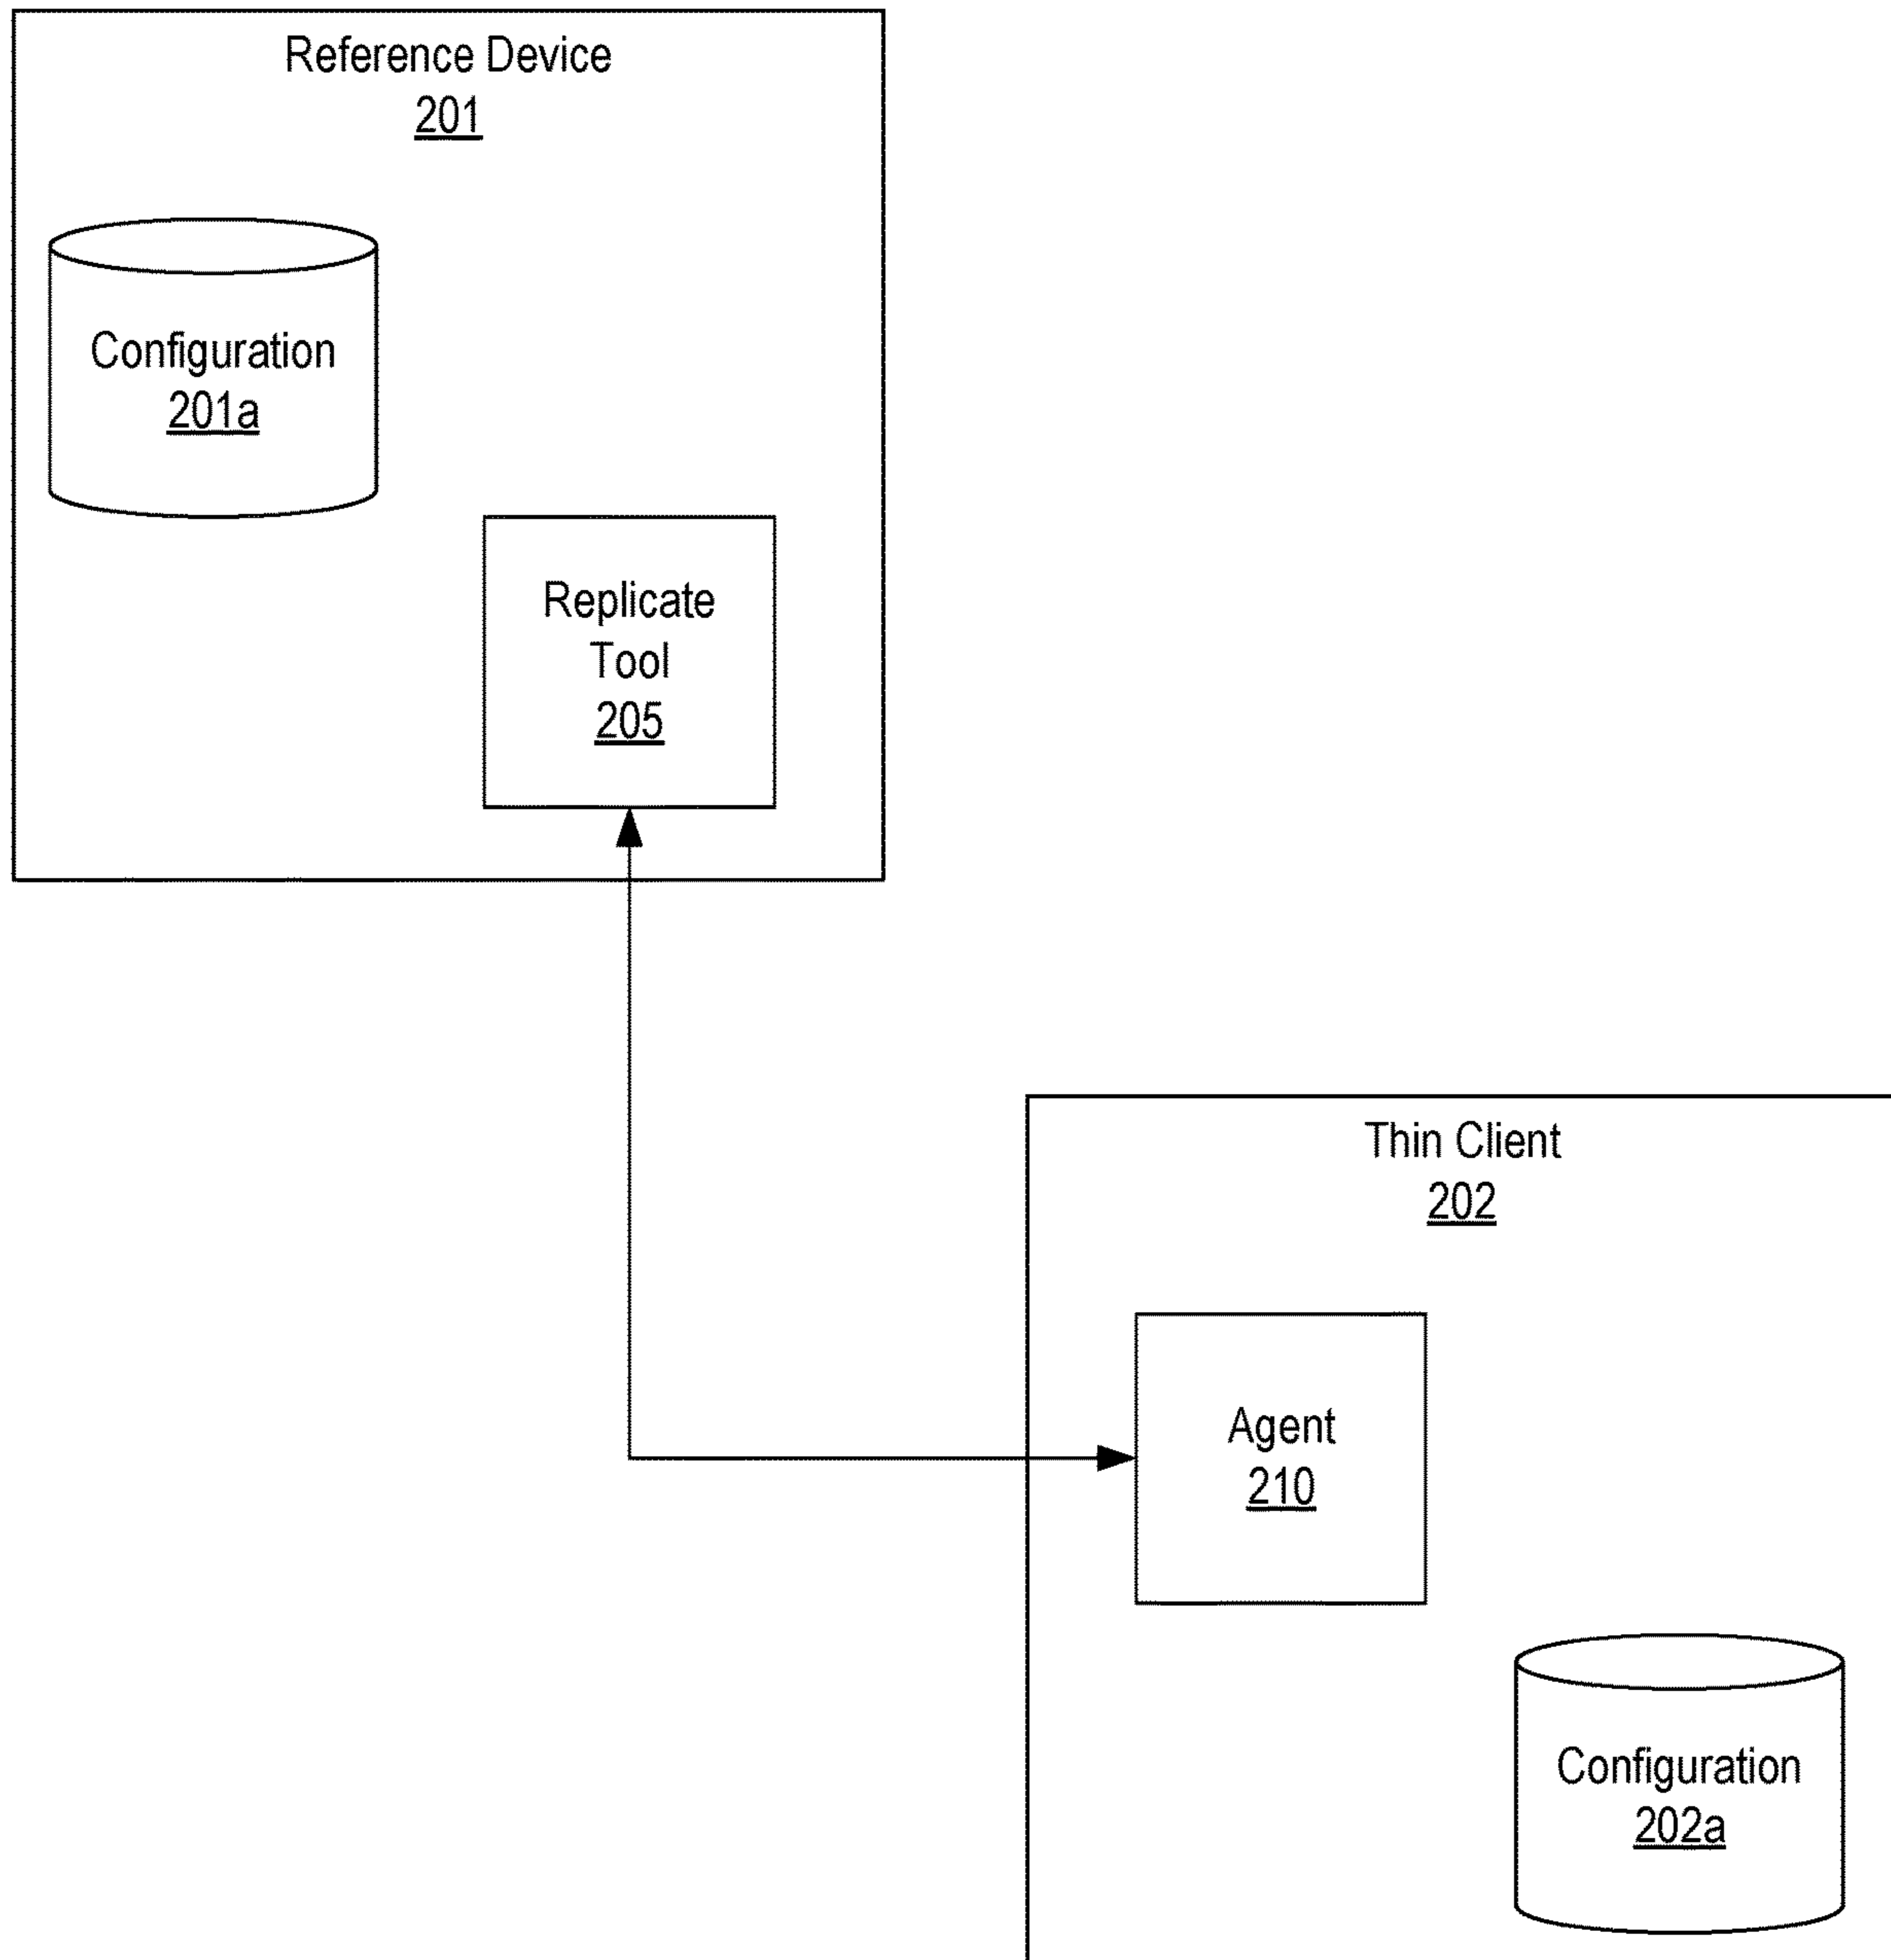 Reference Device
201
Configuration
201a
Replicate
Tool
205
Thin Client
202
Agent
210
Configuration
202a